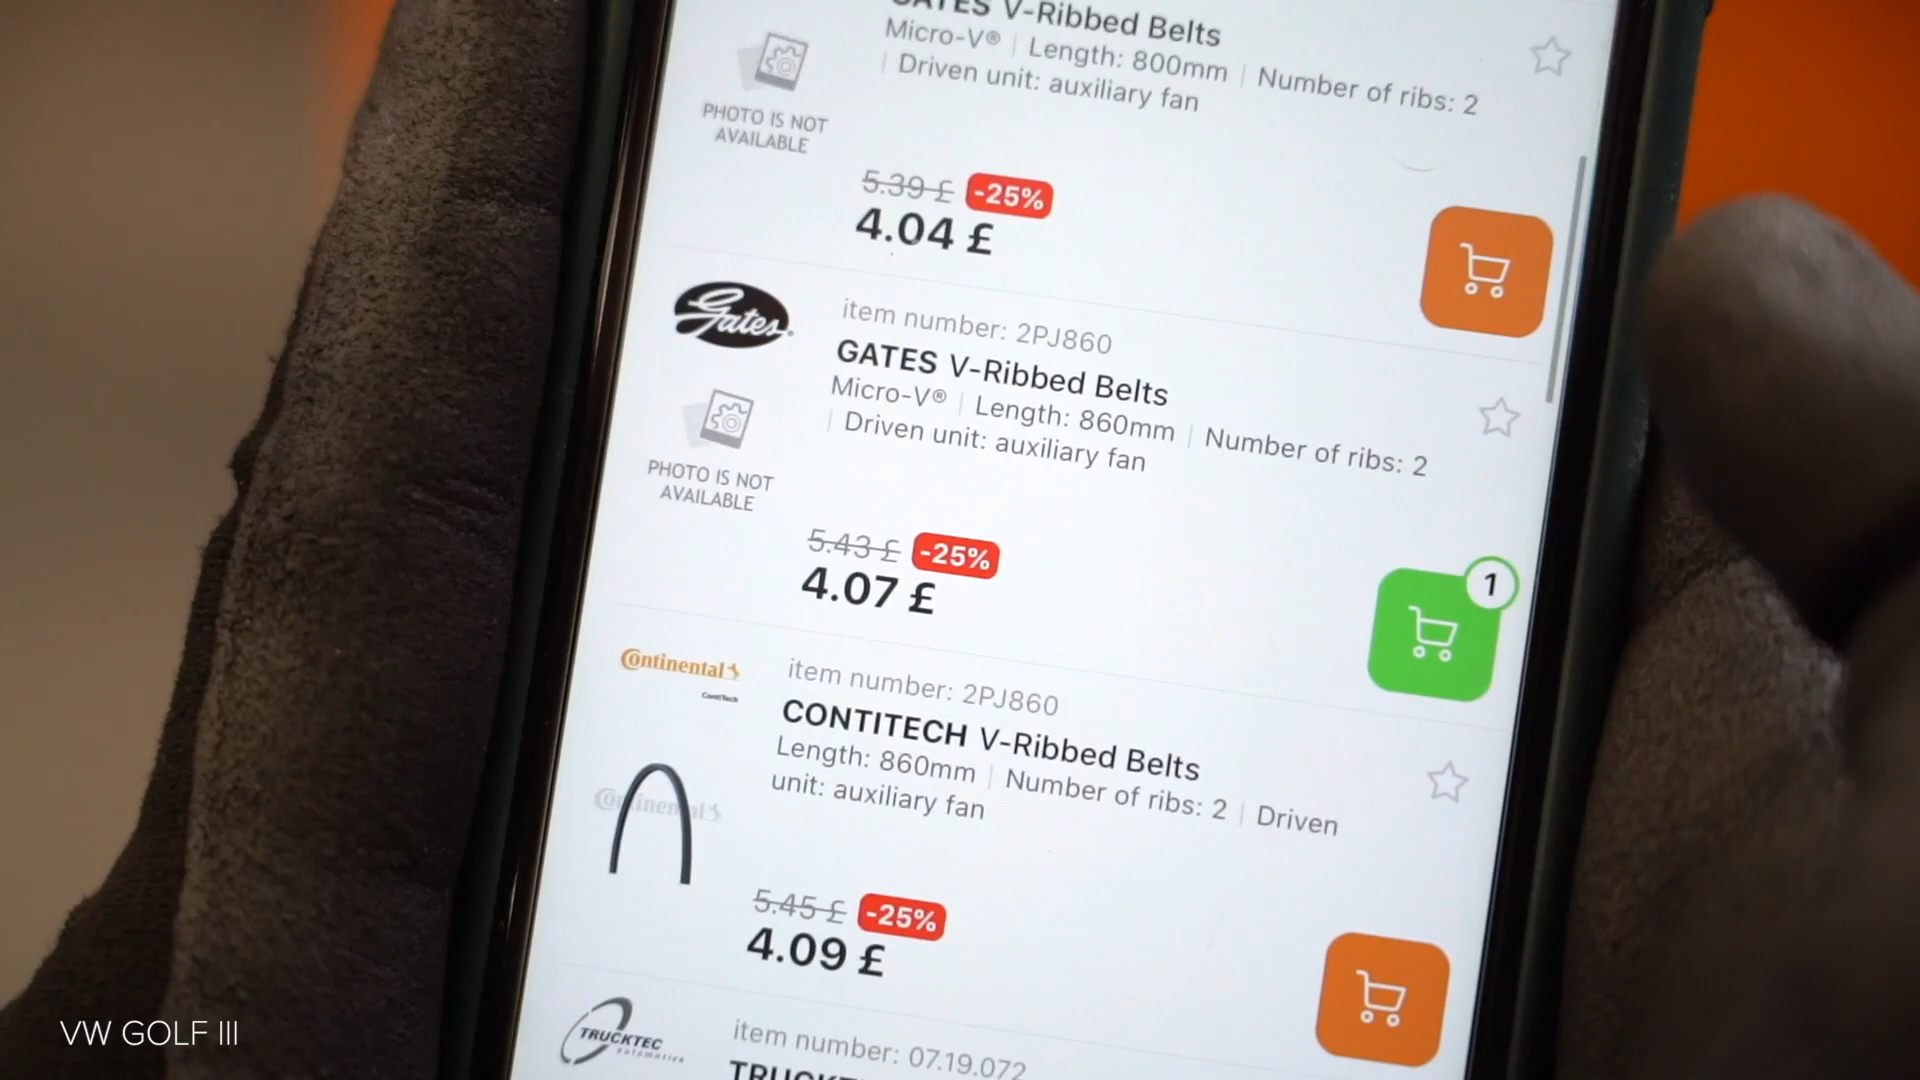 GATES V-Ribbed Belts
Micro-V® | Length: 800mm | Number of ribs: 2
| Driven unit: auxiliary fan
PHOTO IS NOT
AVAILABLE
5.39 £ -25%
4.04 £
Gates
item number: 2PJ860
GATES V-Ribbed Belts
Micro-V® | Length: 860mm | Number of ribs: 2
| Driven unit: auxiliary fan
PHOTO IS NOT
AVAILABLE
5.43 £ -25%
4.07 £
1
Continental
ContiTech
item number: 2PJ860
CONTITECH V-Ribbed Belts
Length: 860mm | Number of ribs: 2 | Driven
unit: auxiliary fan
Continental
5.45 £ -25%
4.09 £
TRUCKTEC
automotive
item number: 07.19.072
VW GOLF III